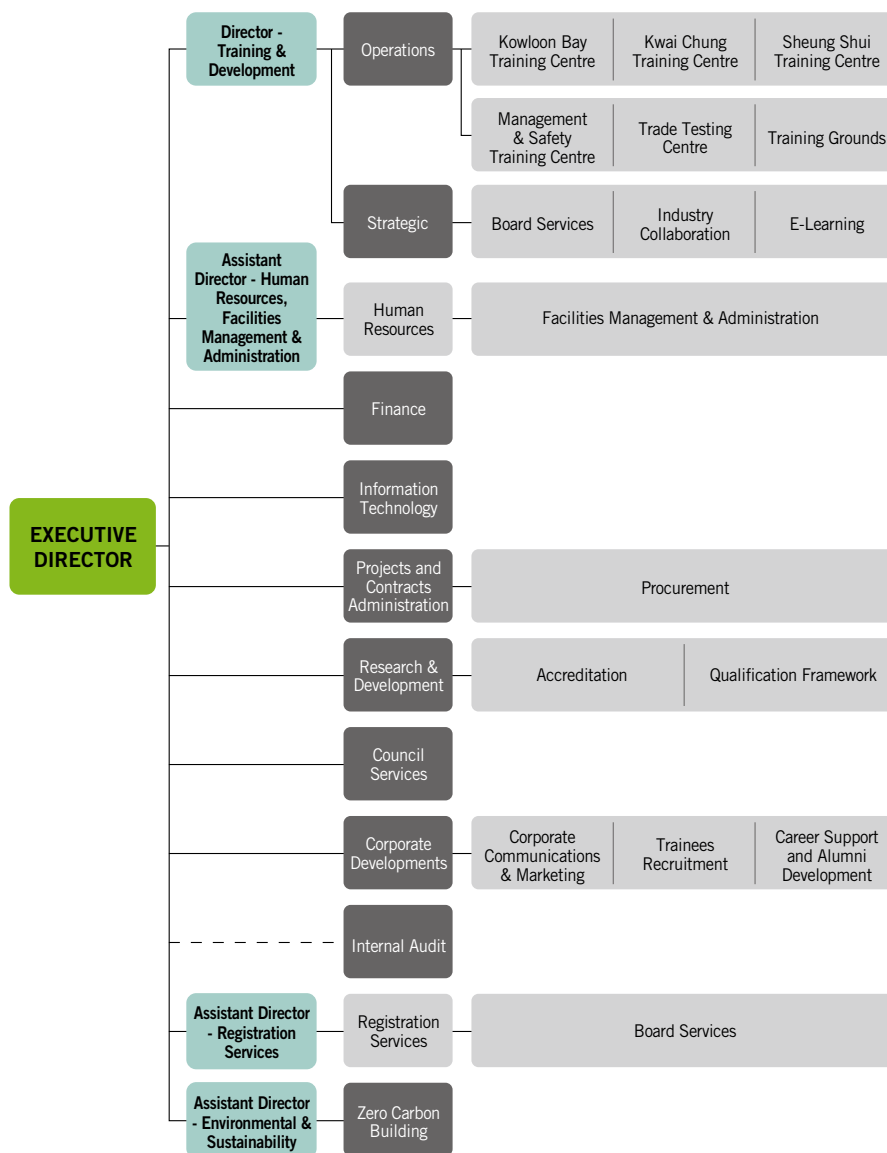 Director -
Training &
Development
Operations
Kowloon Bay
Training Centre
Kwai Chung
Training Centre
Sheung Shui
Training Centre
Management
& Safety
Training Centre
Trade Testing
Centre
Training Grounds
Strategic
Board Services
Industry
Collaboration
E-Learning
Assistant
Director - Human
Resources,
Facilities
Management &
Administration
Human
Resources
Facilities Management & Administration
Finance
Information
Technology
EXECUTIVE
DIRECTOR
Projects and
Contracts
Administration
Procurement
Research &
Development
Accreditation
Qualification Framework
Council
Services
Corporate
Developments
Corporate
Communications
& Marketing
Trainees
Recruitment
Career Support
and Alumni
Development
Internal Audit
Assistant Director
- Registration
Services
Registration
Services
Board Services
Assistant Director
- Environmental &
Sustainability
Zero Carbon
Building